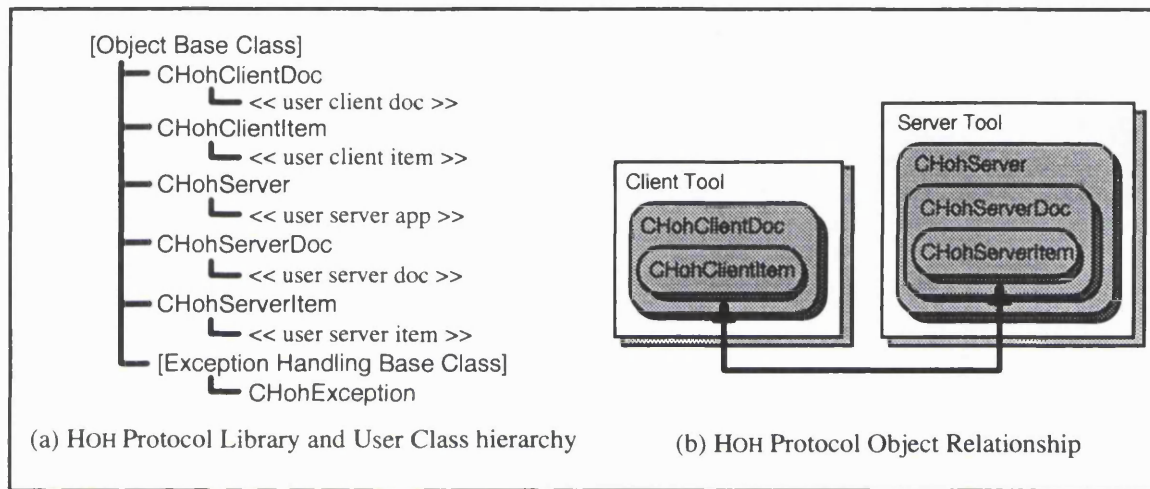 [Object Base Class]
CHohClientDoc
<< user client doc >>
CHohClientItem
<< user client item >>
CHohServer
<< user server app >>
CHohServerDoc
<< user server doc >>
CHohServerItem
<< user server item >>
[Exception Handling Base Class]
CHohException
(a) HOH Protocol Library and User Class hierarchy
Client Tool
CHohClientDoc
CHohClientItem
Server Tool
CHohServer
CHohServerDoc
CHohServerItem
(b) HOH Protocol Object Relationship